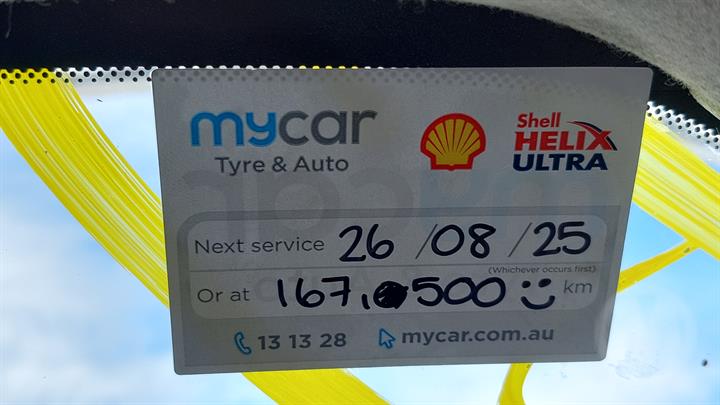 mycar
Tyre & Auto
Shell
HELIX
ULTRA
Next service 26 / 08 / 25
(Whichever occurs first)
Or at 167,500 km
13 13 28
mycar.com.au